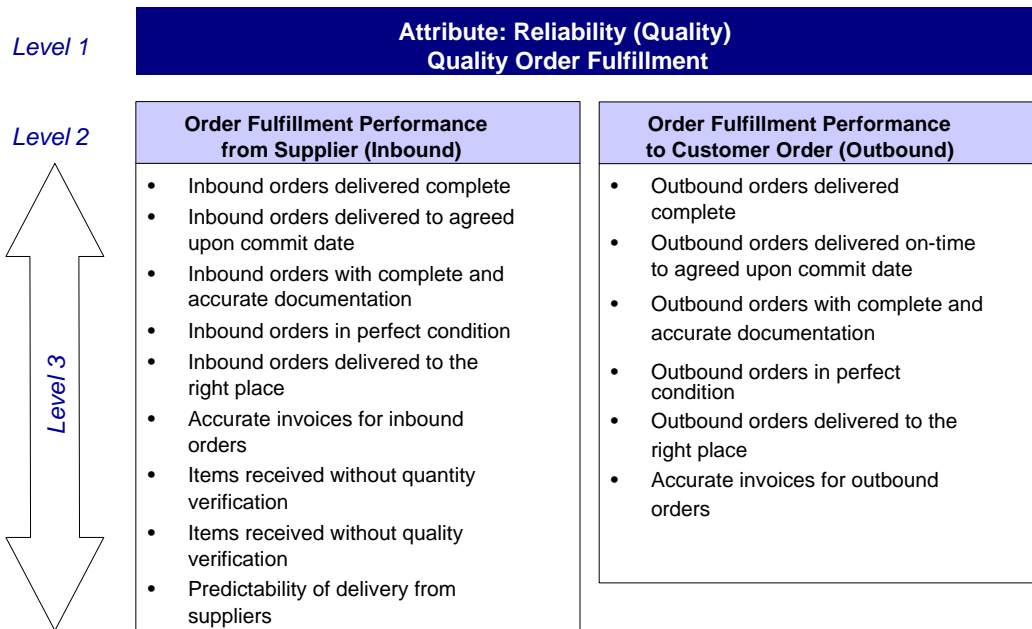 Level 1
Attribute: Reliability (Quality)
Quality Order Fulfillment
Level 2
Order Fulfillment Performance
from Supplier (Inbound)
• Inbound orders delivered complete
• Inbound orders delivered to agreed
upon commit date
• Inbound orders with complete and
accurate documentation
• Inbound orders in perfect condition
• Inbound orders delivered to the
right place
• Accurate invoices for inbound
orders
• Items received without quantity
verification
• Items received without quality
verification
• Predictability of delivery from
suppliers
Order Fulfillment Performance
to Customer Order (Outbound)
• Outbound orders delivered
complete
• Outbound orders delivered on-time
to agreed upon commit date
• Outbound orders with complete and
accurate documentation
• Outbound orders in perfect
condition
• Outbound orders delivered to the
right place
• Accurate invoices for outbound
orders
Level 3